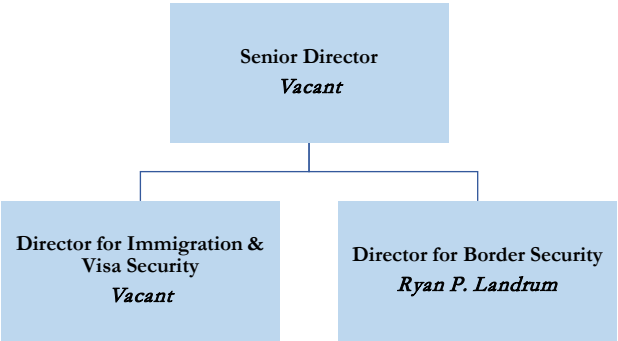 Senior Director
Vacant
Director for Immigration &
Visa Security
Vacant
Director for Border Security
Ryan P. Landrum